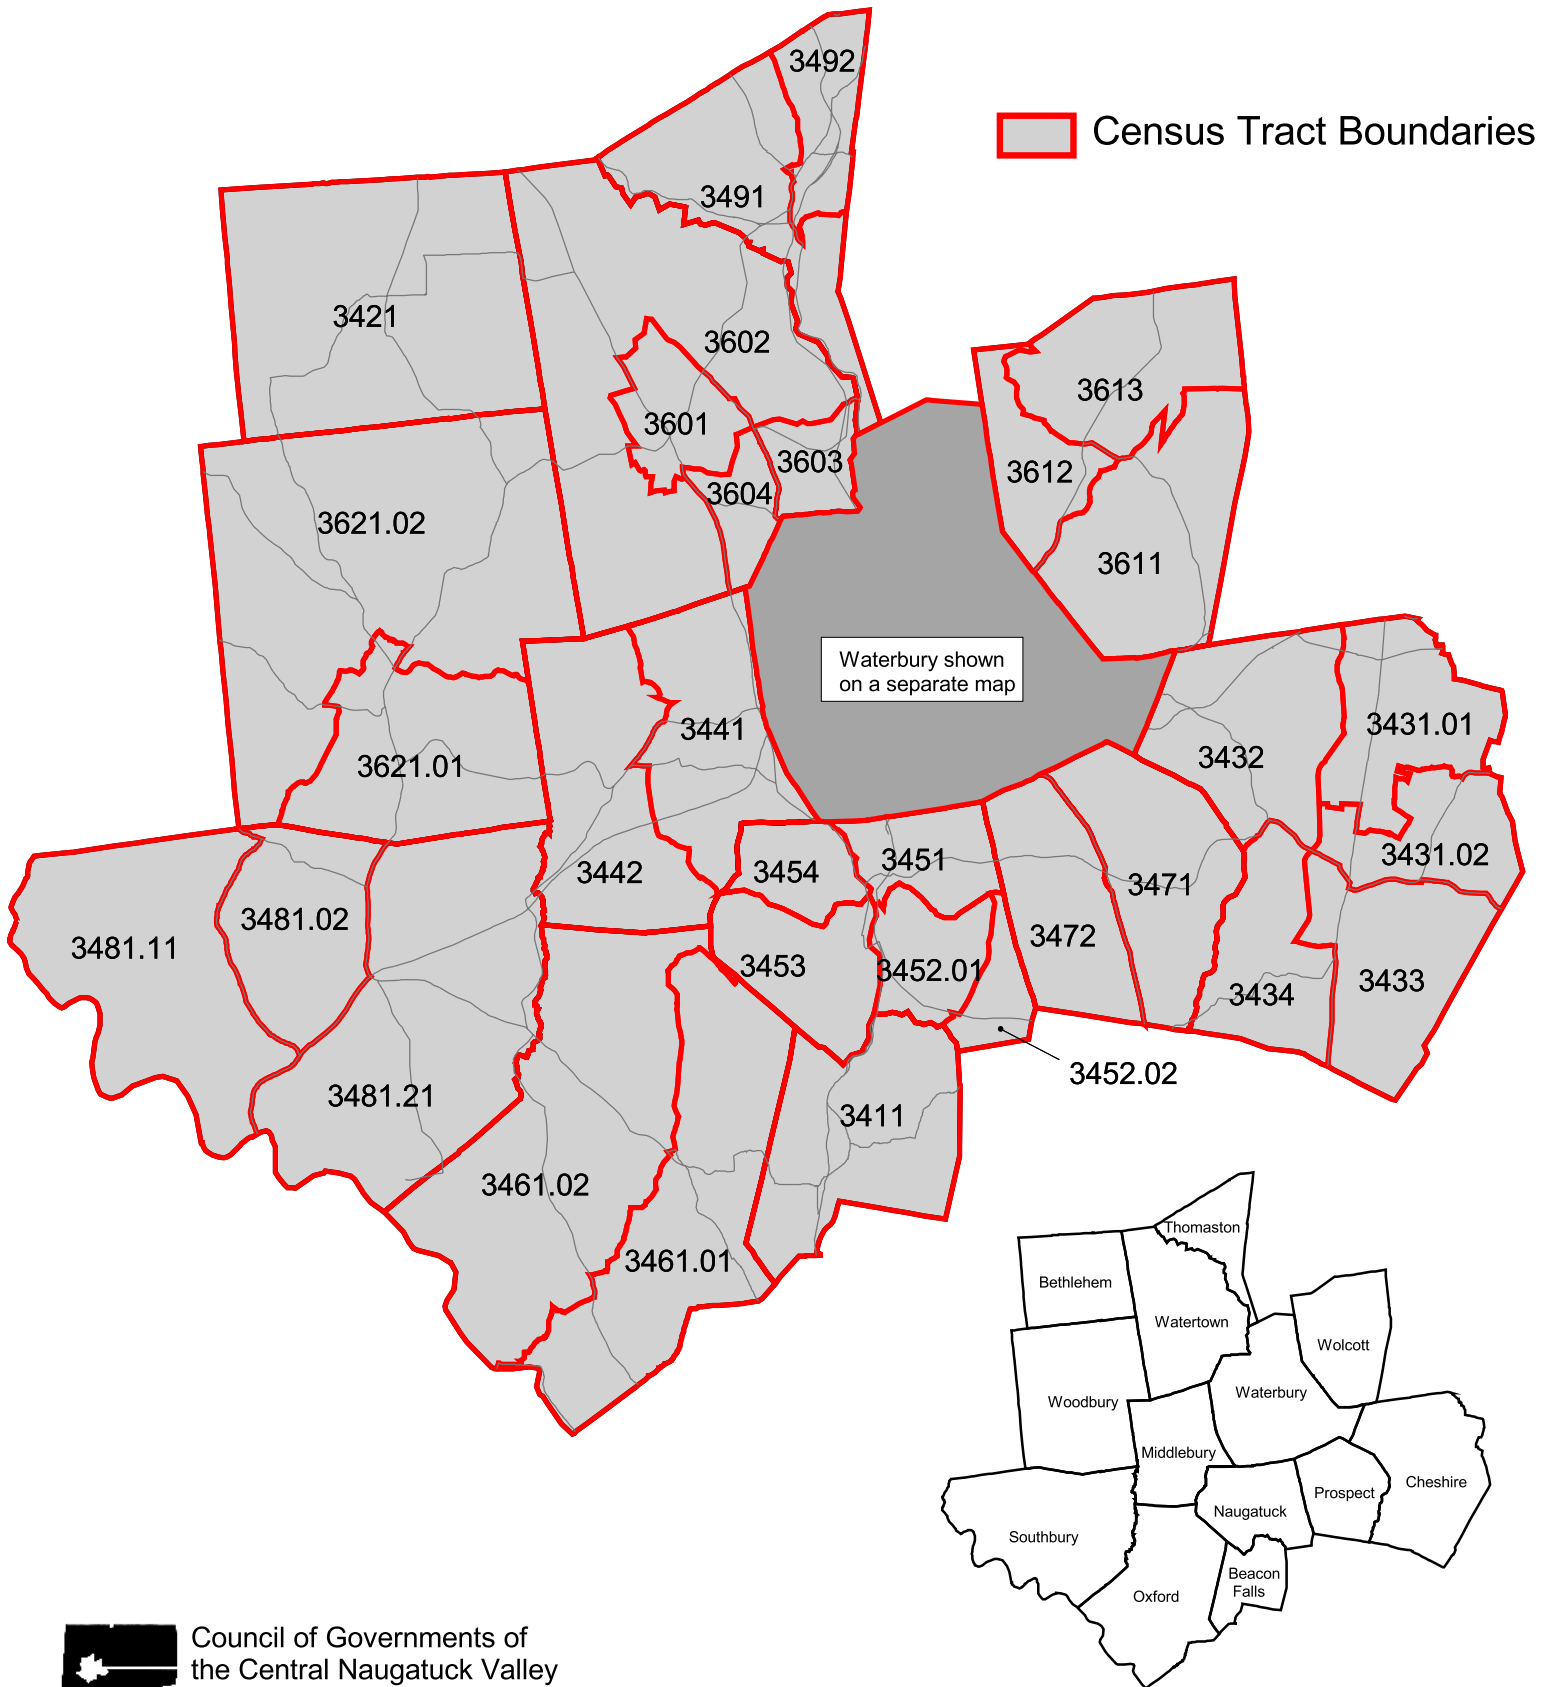 3492
Census Tract Boundaries
3491
3421
3602
3613
3601
3603
3612
3604
3621.02
3611
Waterbury shown
on a separate map
3441
3431.01
3432
3621.01
3431.02
3451
3454
3442
3471
3481.02
3472
3481.11
3453
3452.01
3433
3434
3452.02
3481.21
3411
3461.02
3461.01
Thomaston
Bethlehem
Watertown
Wolcott
Waterbury
Woodbury
Middlebury
Cheshire
Prospect
Naugatuck
Southbury
Beacon
Falls
Oxford
Council of Governments of
the Central Naugatuck Valley